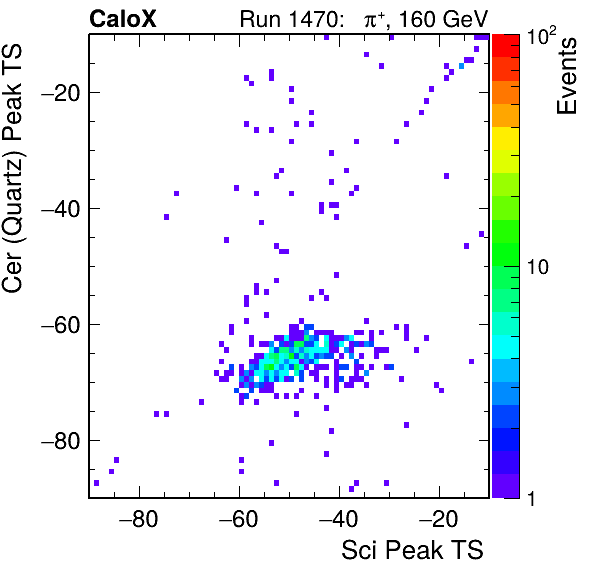 CaloX Run 1470: π⁺, 160 GeV
10²
Events
Cer (Quartz) Peak TS
−20
−40
10
−60
−80
1
−80 −60 −40 −20
Sci Peak TS